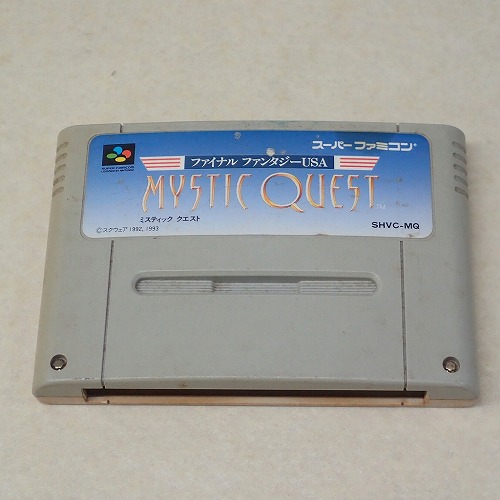 スーパーファミコン
ファイナル ファンタジーUSA
MYSTIC QUEST
TM
ミスティック クエスト
©スクウェア 1992, 1993
SHVC-MQ